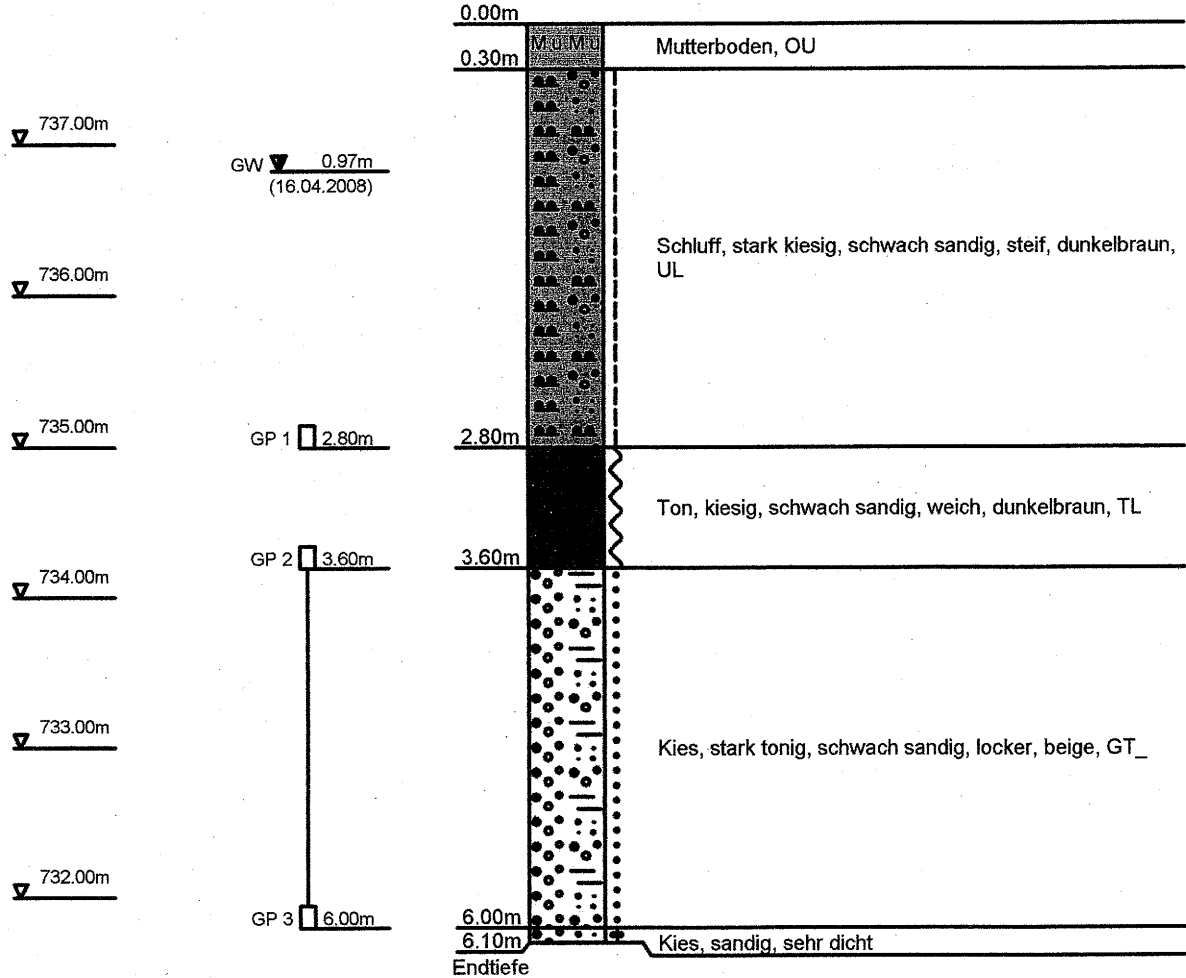 0.00m
Mu Mu
Mutterboden, OU
0.30m
737.00m
GW 0.97m
(16.04.2008)
Schluff, stark kiesig, schwach sandig, steif, dunkelbraun,
UL
736.00m
735.00m
GP 1 2.80m
2.80m
Ton, kiesig, schwach sandig, weich, dunkelbraun, TL
GP 2 3.60m
3.60m
734.00m
733.00m
Kies, stark tonig, schwach sandig, locker, beige, GT_
732.00m
GP 3 6.00m
6.00m
6.10m
Kies, sandig, sehr dicht
Endtiefe